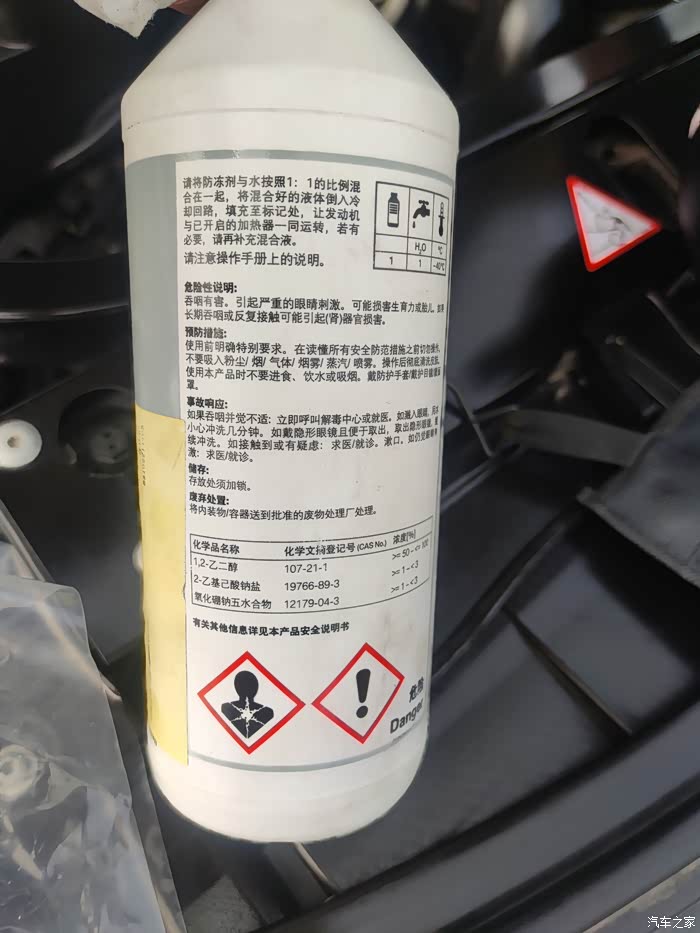 请将防冻剂与水按照1：1的比例混
合在一起，将混合好的液体倒入冷
却回路，填充至标记处，让发动机
与已开启的加热器一同运转，若有
必要，请再补充混合液。
请注意操作手册上的说明。
H₂O °C
1 1 -40°C
危险性说明:
吞咽有害。引起严重的眼睛刺激。可能损害生育力或胎儿。如果
长期吞咽或反复接触可能引起(肾)器官损害。
预防措施:
使用前明确特别要求。在读懂所有安全防范措施之前切勿操作。
不要吸入粉尘/ 烟/ 气体/ 烟雾/ 蒸汽/ 喷雾。操作后彻底清洗
使用本产品时不要进食、饮水或吸烟。戴防护手套/戴护目镜
罩。
事故响应:
如果吞咽并觉不适: 立即呼叫解毒中心或就医。如溅入眼睛，用水
小心冲洗几分钟。如戴隐形眼镜且便于取出，取出隐形眼镜，继
续冲洗。如接触到或有疑虑：求医/就诊。漱口。如仍觉眼刺
激：求医/就诊。
储存:
存放处须加锁。
废弃处置:
将内装物/容器送到批准的废物处理厂处理。
化学品名称 化学文摘登记号 (CAS No.) 浓度[%]
1,2-乙二醇 107-21-1 >= 50 - <= 100
2-乙基己酸钠盐 19766-89-3 >= 1 - < 3
氧化硼钠五水合物 12179-04-3 >= 1 - < 3
有关其他信息详见本产品安全说明书
危险
Danger
汽车之家